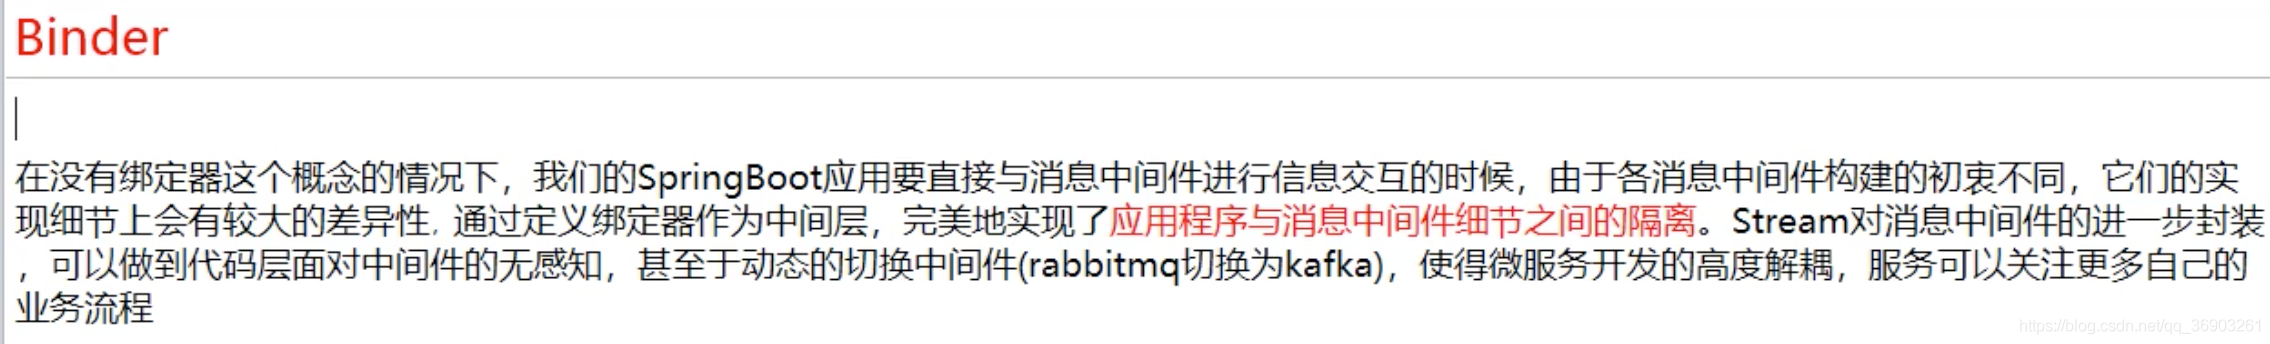 Binder
在没有绑定器这个概念的情况下，我们的SpringBoot应用要直接与消息中间件进行信息交互的时候，由于各消息中间件构建的初衷不同，它们的实
现细节上会有较大的差异性. 通过定义绑定器作为中间层，完美地实现了应用程序与消息中间件细节之间的隔离。Stream对消息中间件的进一步封装
，可以做到代码层面对中间件的无感知，甚至于动态的切换中间件(rabbitmq切换为kafka)，使得微服务开发的高度解耦，服务可以关注更多自己的
业务流程
https://blog.csdn.net/qq_36903261